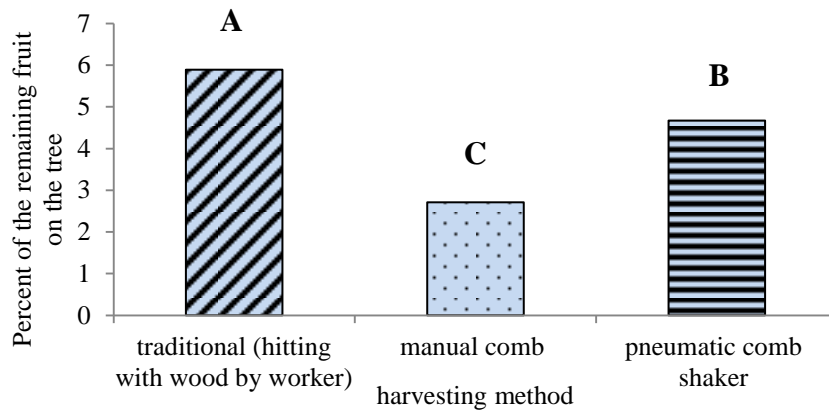 Percent of the remaining fruit
on the tree
7
6
5
4
3
2
1
0
A
C
B
traditional (hitting
with wood by worker)
manual comb
pneumatic comb
shaker
harvesting method